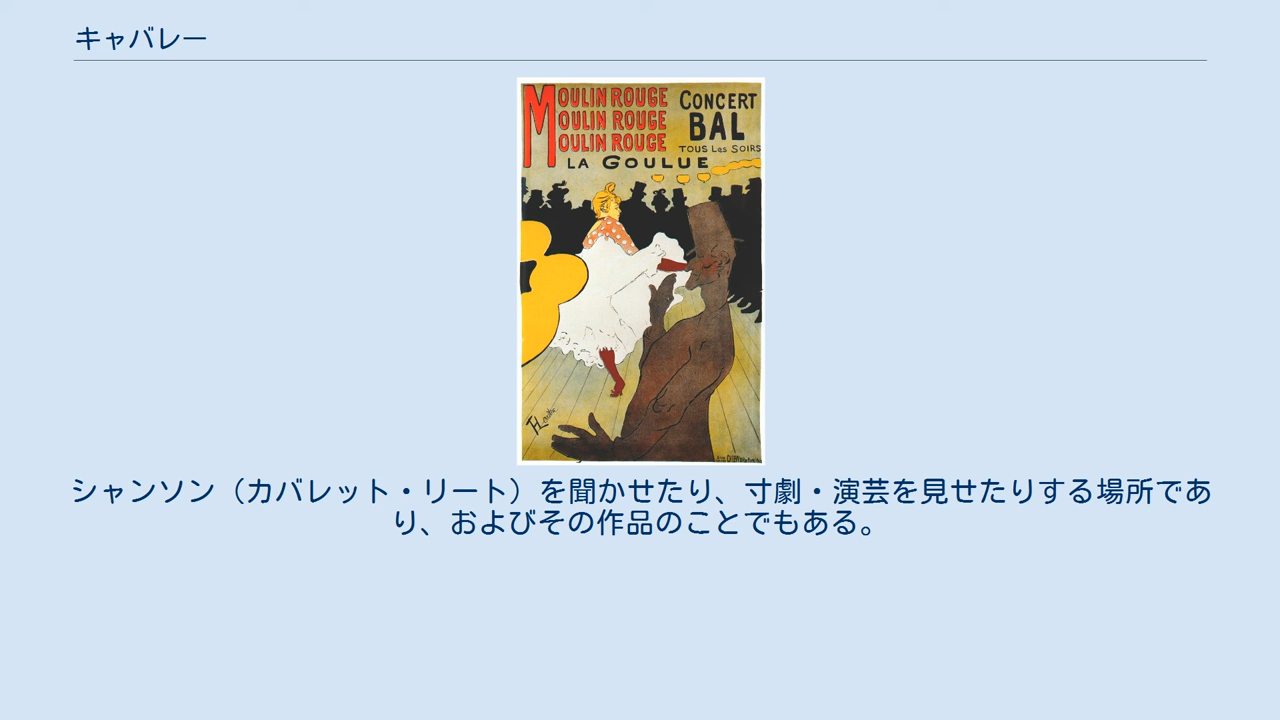 キャバレー
MOULIN ROUGE
MOULIN ROUGE
MOULIN ROUGE
CONCERT
BAL
TOUS LES SOIRS
LA GOULUE
シャンソン（カバレット・リート）を聞かせたり、寸劇・演芸を見せたりする場所であ
り、およびその作品のことでもある。